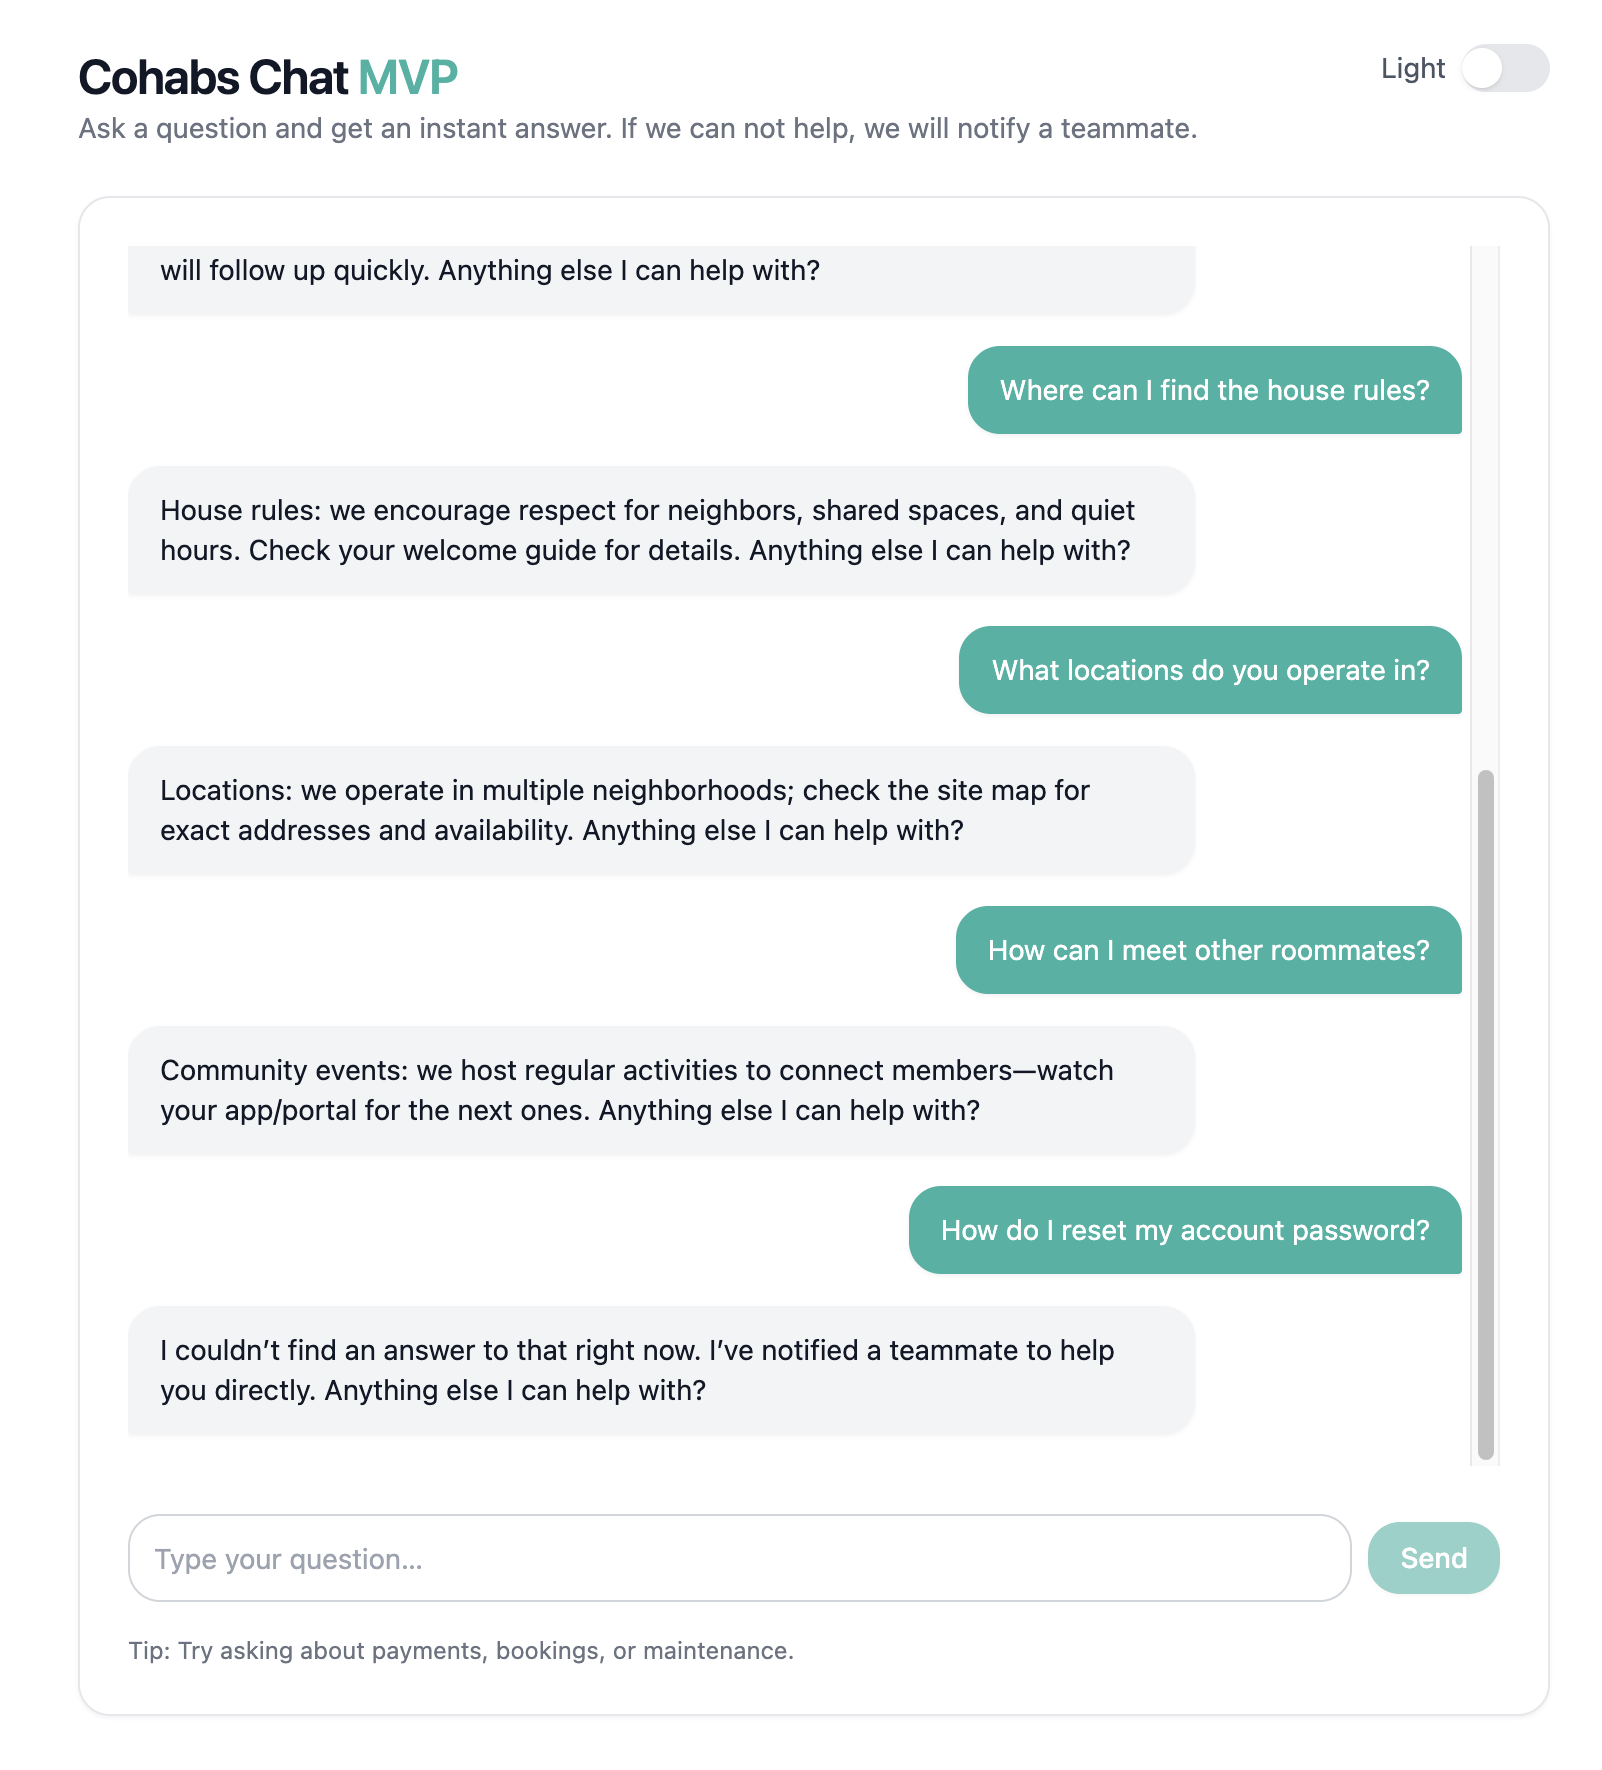 Cohabs Chat MVP
Light
Ask a question and get an instant answer. If we can not help, we will notify a teammate.
will follow up quickly. Anything else I can help with?
Where can I find the house rules?
House rules: we encourage respect for neighbors, shared spaces, and quiet
hours. Check your welcome guide for details. Anything else I can help with?
What locations do you operate in?
Locations: we operate in multiple neighborhoods; check the site map for
exact addresses and availability. Anything else I can help with?
How can I meet other roommates?
Community events: we host regular activities to connect members—watch
your app/portal for the next ones. Anything else I can help with?
How do I reset my account password?
I couldn’t find an answer to that right now. I’ve notified a teammate to help
you directly. Anything else I can help with?
Type your question...
Send
Tip: Try asking about payments, bookings, or maintenance.